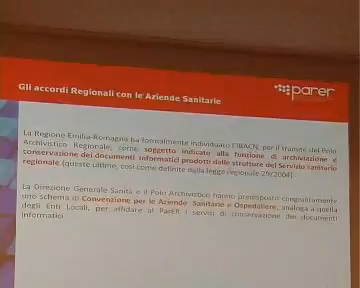 Gli accordi Regionali con le Aziende Sanitarie
parer
La Regione Emilia-Romagna ha formalmente individuato l'IBACN, per il tramite del Polo
Archivistico Regionale, come soggetto indicato alla funzione di archiviazione e
conservazione dei documenti informatici prodotti dalle strutture del Servizio sanitario
regionale (queste ultime, così come definite dalla legge regionale 29/2004)
La Direzione Generale Sanità e il Polo Archivistico hanno predisposto congiuntamente
uno schema di Convenzione per le Aziende Sanitarie e Ospedaliere, analoga a quella
degli Enti Locali, per affidare al ParER i servizi di conservazione dei documenti
informatici